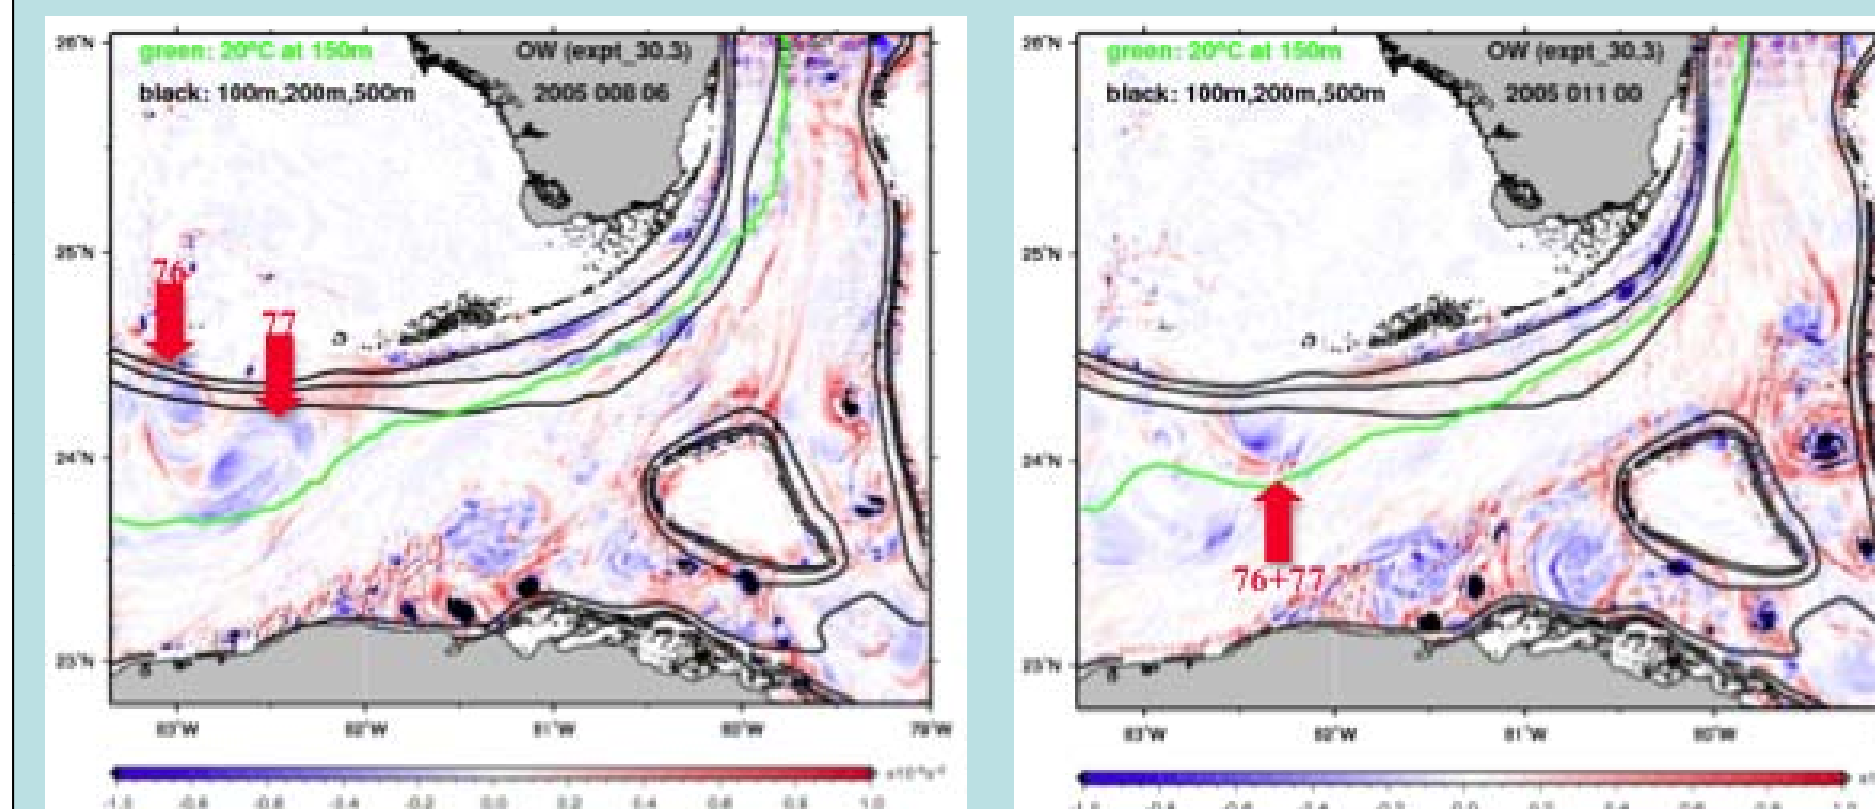 green: 20°C at 150m
OW (expt_30.3)
black: 100m,200m,500m
2005 008 06
26°N
25°N
24°N
23°N
76
77
83°W
82°W
81°W
80°W
79°W
-1.0 -0.8 -0.6 -0.4 -0.2 0.0 0.2 0.4 0.6 0.8 1.0
green: 20°C at 150m
OW (expt_30.3)
black: 100m,200m,500m
2005 011 00
26°N
25°N
24°N
23°N
76+77
83°W
82°W
81°W
80°W